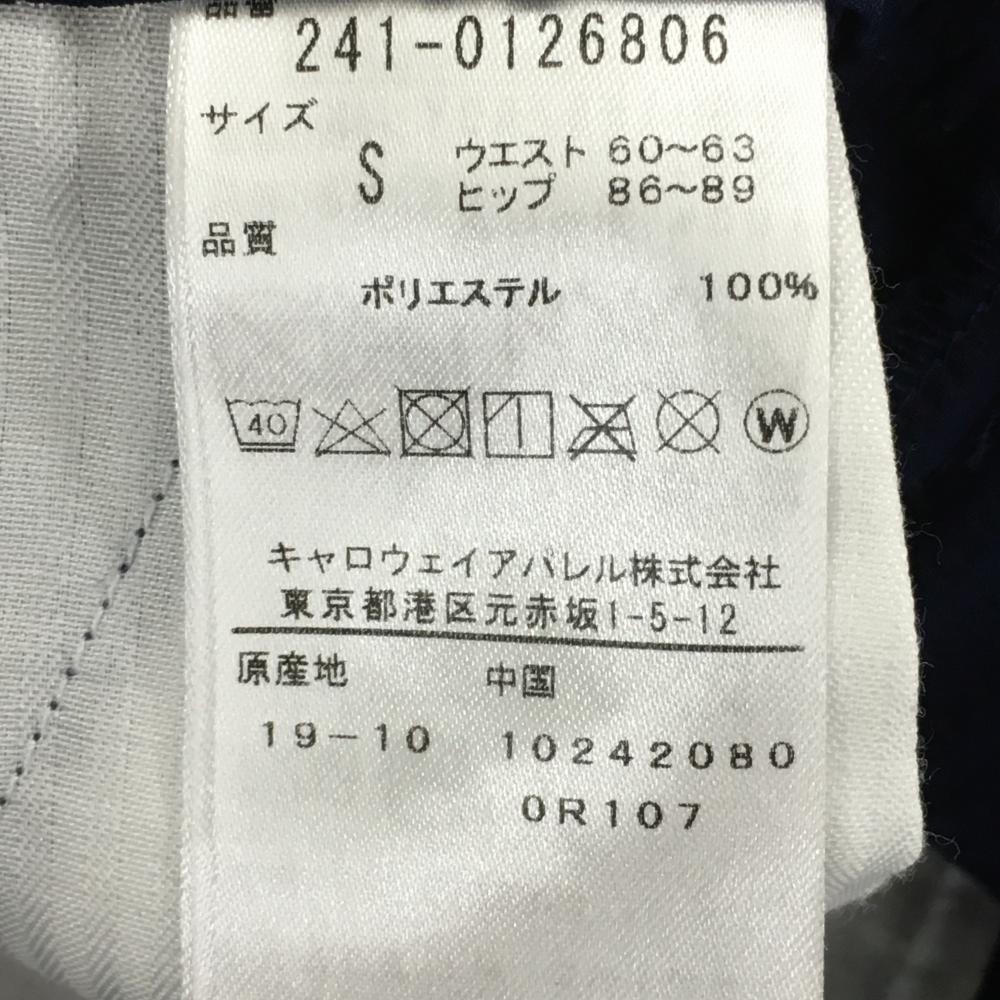 品番
241-0126806
サイズ
S ウエスト 60～63
ヒップ 86～89
品質
ポリエステル 100%
40 W
キャロウェイアパレル株式会社
東京都港区元赤坂1-5-12
原産地 中国
19-10 10242080
0R107